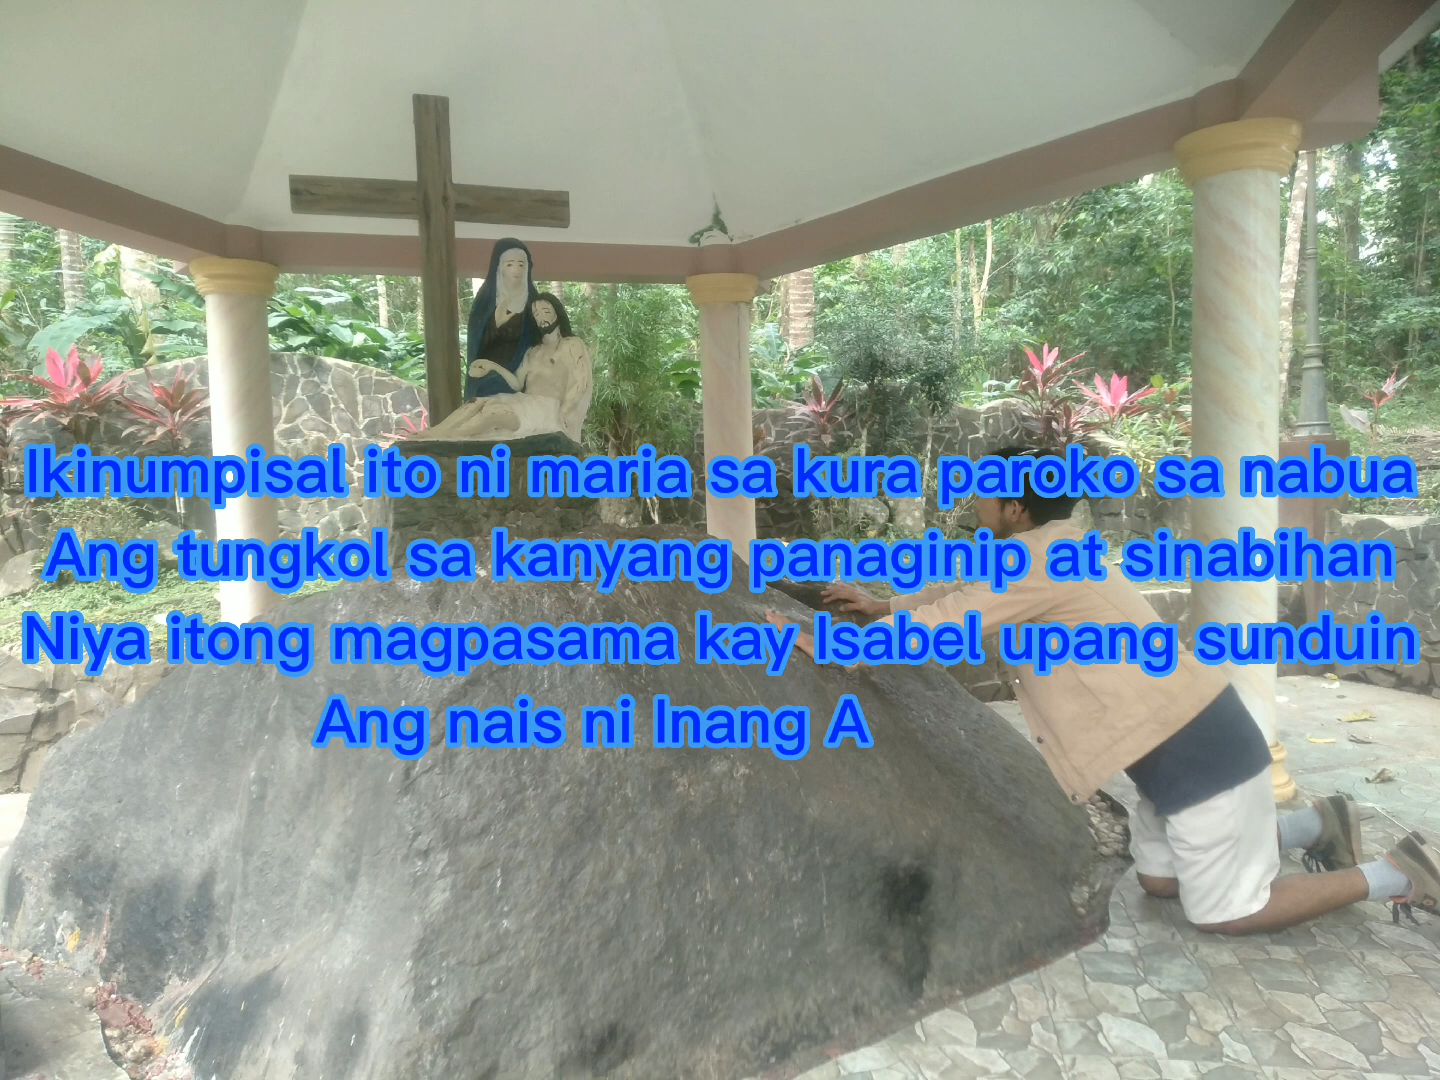 Ikinumpisal ito ni maria sa kura paroko sa nabua
Ang tungkol sa kanyang panaginip at sinabihan
Niya itong magpasama kay Isabel upang sunduin
Ang nais ni Inang A